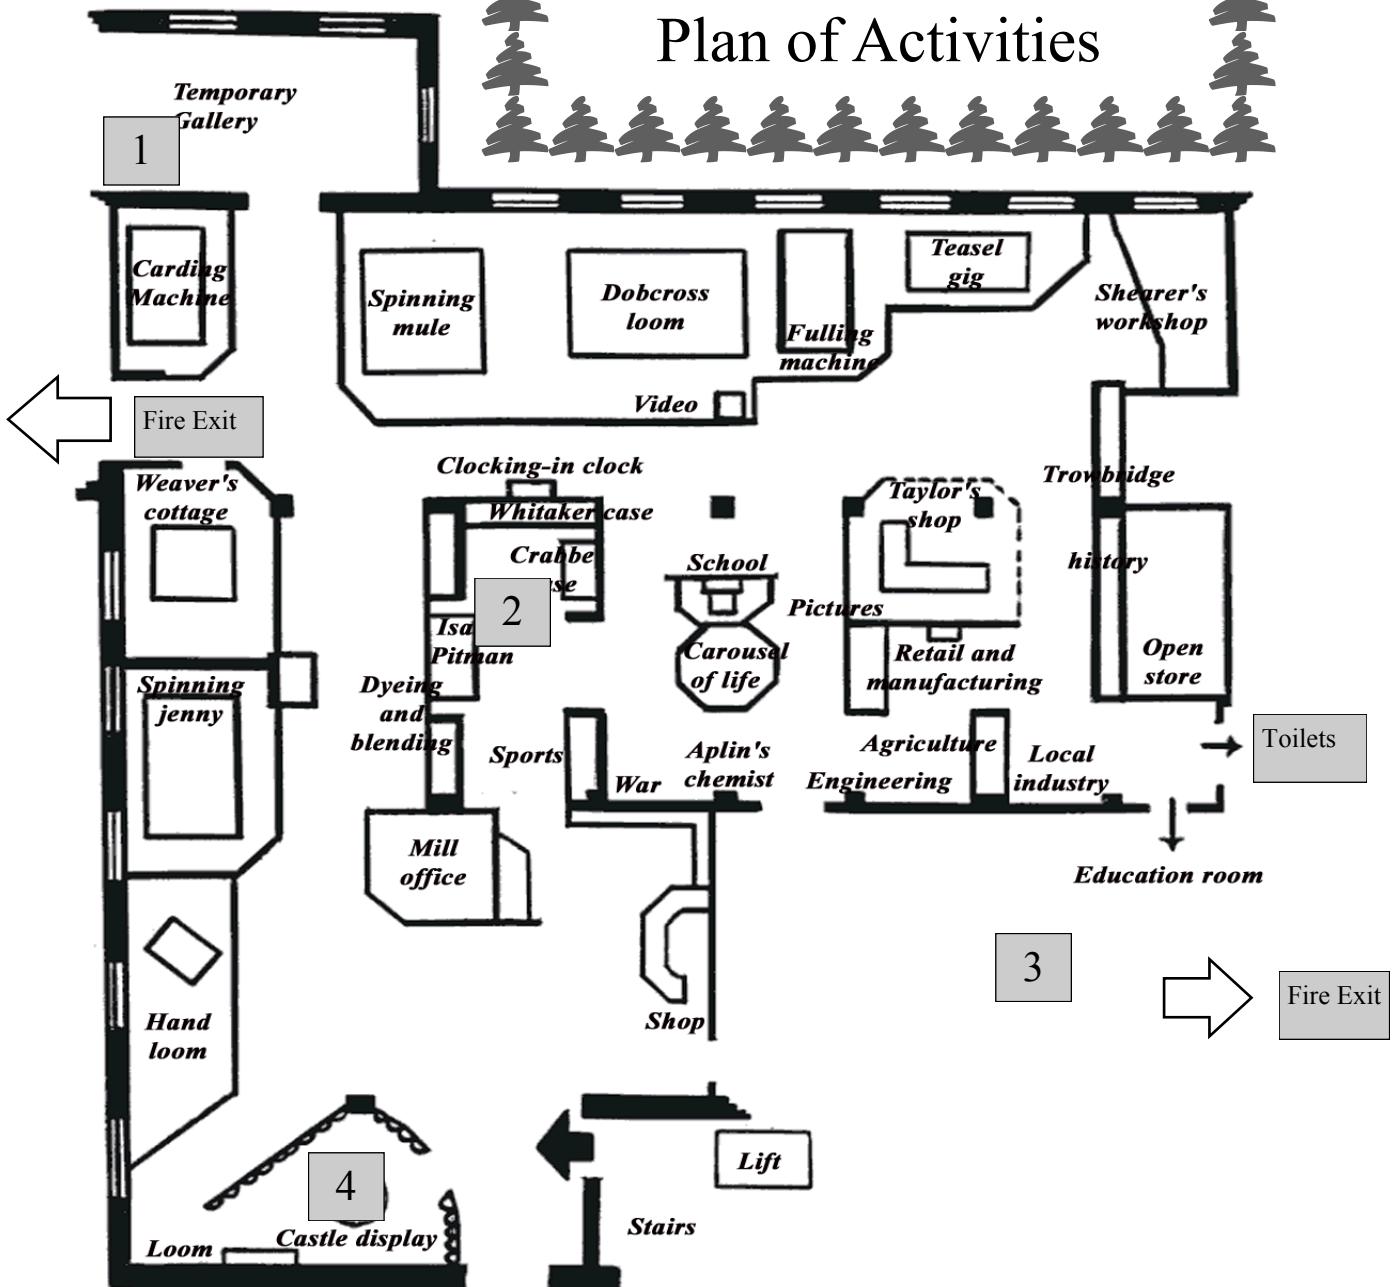 Plan of Activities
Temporary
Gallery
1
Carding
Machine
Spinning
mule
Dobcross
loom
Fulling
machine
Teasel
gig
Shearer's
workshop
Video
Fire Exit
Weaver's
cottage
Clocking-in clock
Whitaker case
Crabbe
2
Isa
Pitman
School
Pictures
Carousel
of life
Taylor's
shop
Retail and
manufacturing
Trowbridge
history
Open
store
Spinning
jenny
Dyeing
and
blending
Sports
War
Aplin's
chemist
Agriculture
Engineering
Local
industry
Toilets
Mill
office
Education room
3
Fire Exit
Hand
loom
Shop
4
Castle display
Loom
Lift
Stairs